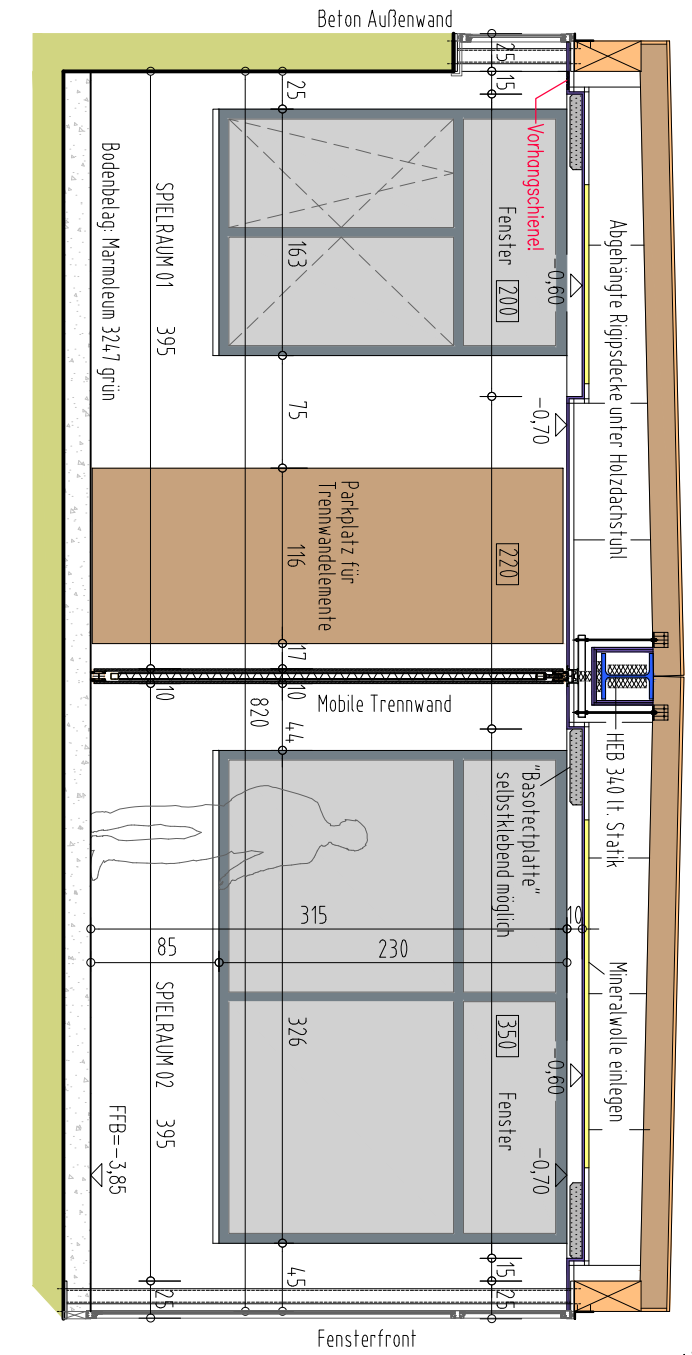 Beton Außenwand
25
15
25
Vorhangschiene!
Fenster
200
163
-0,60
SPIELRAUM 01
395
Bodenbelag: Marmoleum 3247 grün
Abgehängte Rigipsdecke unter Holzdachstuhl
75
-0,70
Parkplatz für
Trennwandelemente
116
220
17
10
10
820
44
Mobile Trennwand
HEB 340 lt. Statik
"Basotectplatte"
selbstklebend möglich
315
10
85
230
Mineralwolle einlegen
SPIELRAUM 02
395
326
350
Fenster
-0,60
-0,70
FFB=-3,85
45
15
25
25
Fensterfront